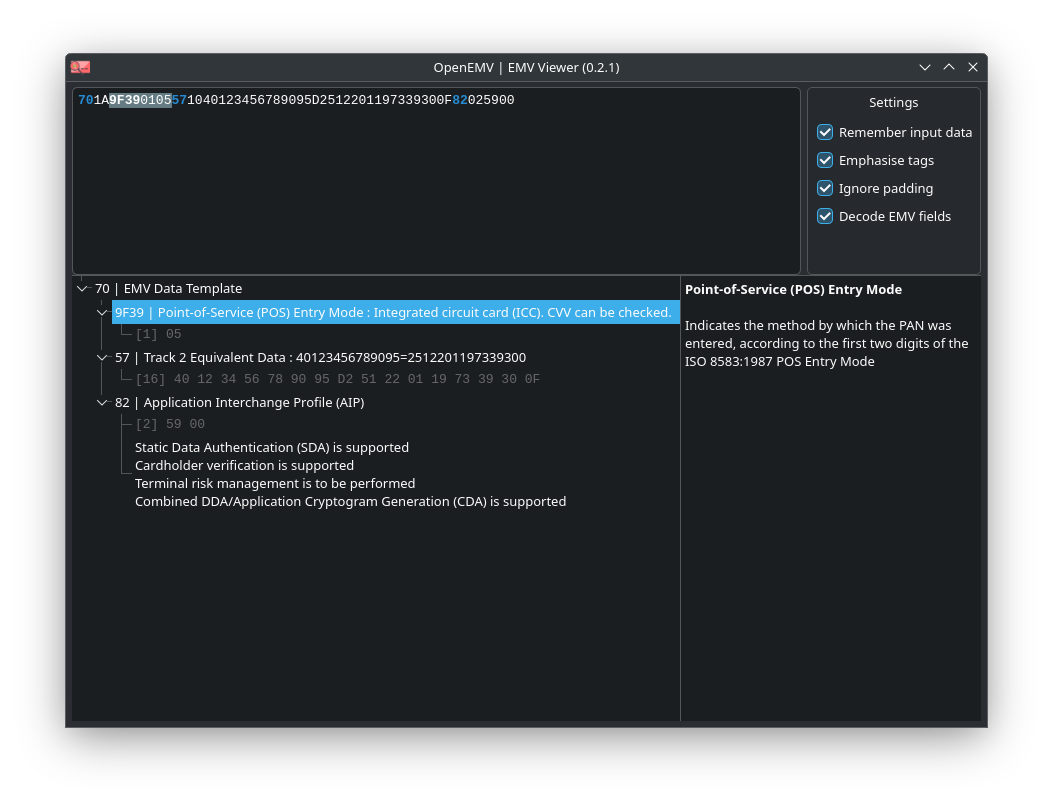 OpenEMV | EMV Viewer (0.2.1)
701A9F39010557104012345678​9095D2512201197339300F82025900
Settings
Remember input data
Emphasise tags
Ignore padding
Decode EMV fields
70 | EMV Data Template
9F39 | Point-of-Service (POS) Entry Mode : Integrated circuit card (ICC). CVV can be checked.
[1] 05
57 | Track 2 Equivalent Data : 40123456789095=2512201197339300
[16] 40 12 34 56 78 90 95 D2 51 22 01 19 73 39 30 0F
82 | Application Interchange Profile (AIP)
[2] 59 00
Static Data Authentication (SDA) is supported
Cardholder verification is supported
Terminal risk management is to be performed
Combined DDA/Application Cryptogram Generation (CDA) is supported
Point-of-Service (POS) Entry Mode
Indicates the method by which the PAN was
entered, according to the first two digits of the
ISO 8583:1987 POS Entry Mode